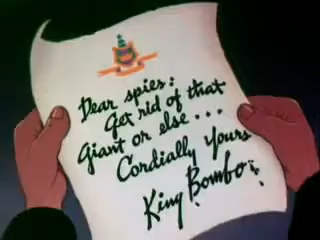 Dear spies:
Get rid of that
Giant or else...
Cordially yours
King Bombo